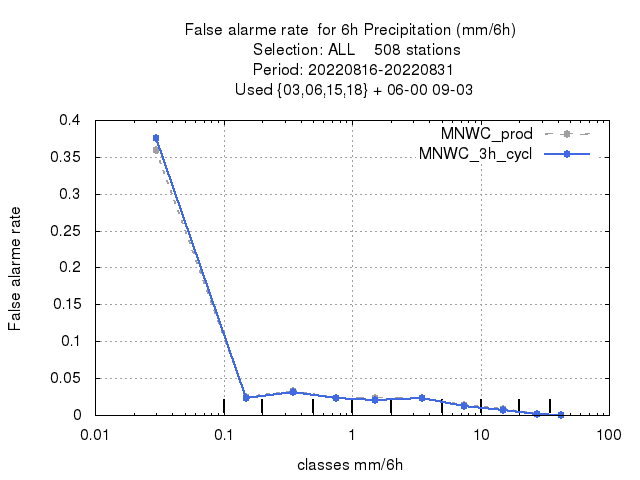 False alarme rate  for 6h Precipitation (mm/6h)
Selection: ALL    508 stations
Period: 20220816-20220831
Used {03,06,15,18} + 06-00 09-03
MNWC_prod
MNWC_3h_cycl
0.4
0.35
0.3
0.25
0.2
0.15
0.1
0.05
0
False alarme rate
0.01
0.1
1
10
100
classes mm/6h